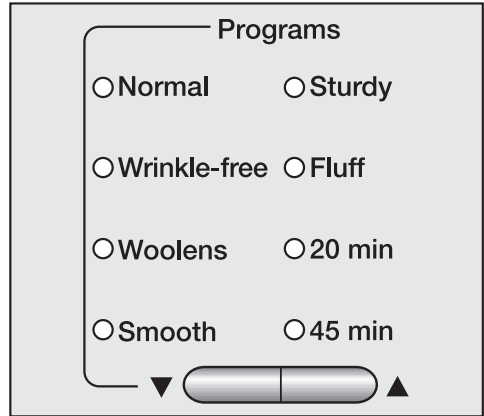 Programs
Normal
Sturdy
Wrinkle-free
Fluff
Woolens
20 min
Smooth
45 min